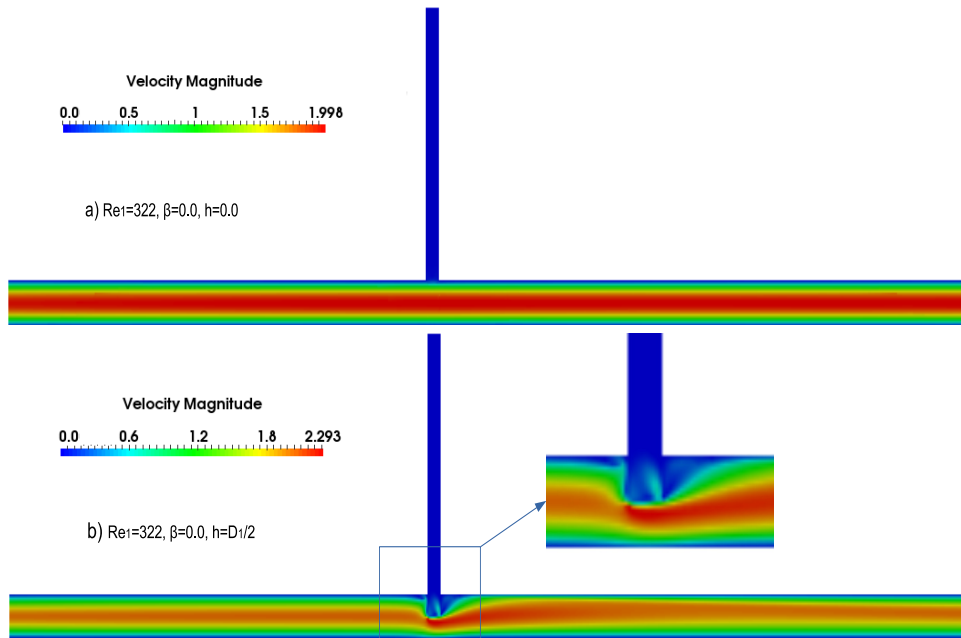 Velocity Magnitude
0.0 0.5 1 1.5 1.998
a) Re1=322, β=0.0, h=0.0
Velocity Magnitude
0.0 0.6 1.2 1.8 2.293
b) Re1=322, β=0.0, h=D1/2